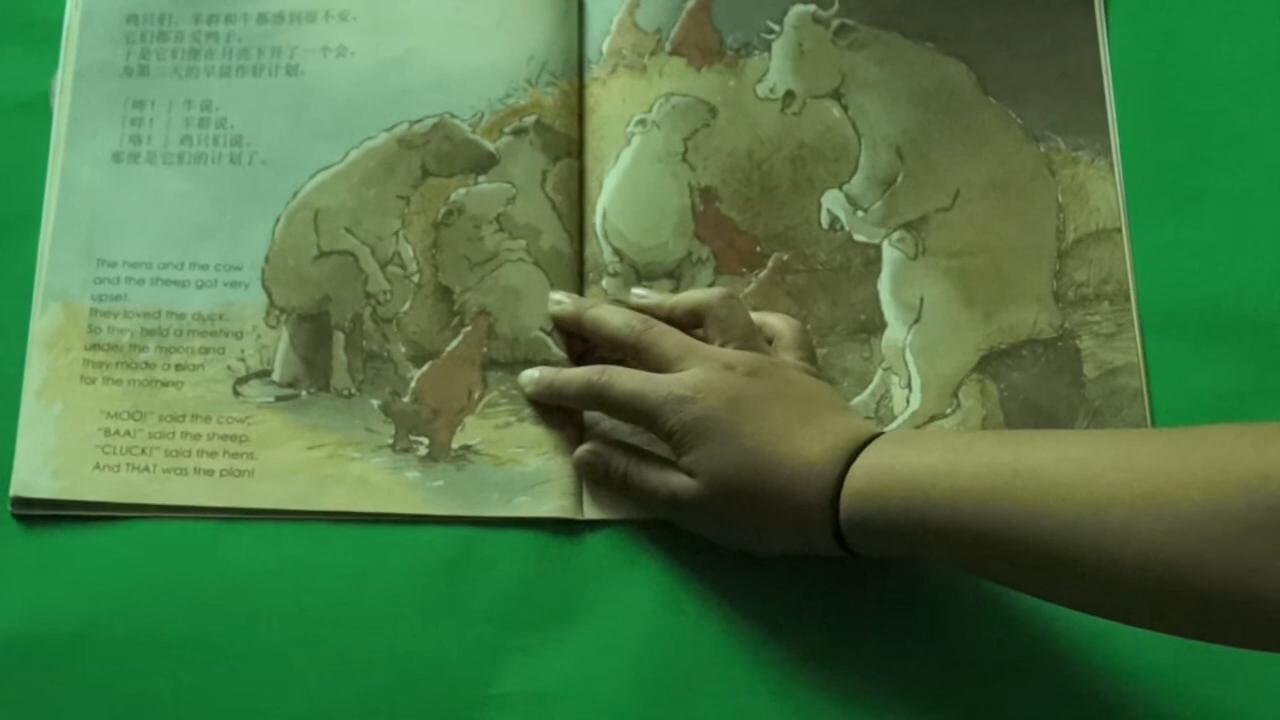 鸡只们、羊群和牛都感到很不安，
它们都喜爱鸭子，
于是它们便在月亮下开了一个会，
为第二天的早晨作好计划。
「哞！」牛说，
「咩！」羊群说，
「咯！」鸡只们说，
那便是它们的计划了。
The hens and the cow
and the sheep got very
upset.
They loved the duck.
So they held a meeting
under the moon and
they made a plan
for the morning
"MOO!" said the cow,
"BAA!" said the sheep.
"CLUCK!" said the hens.
And THAT was the plan!